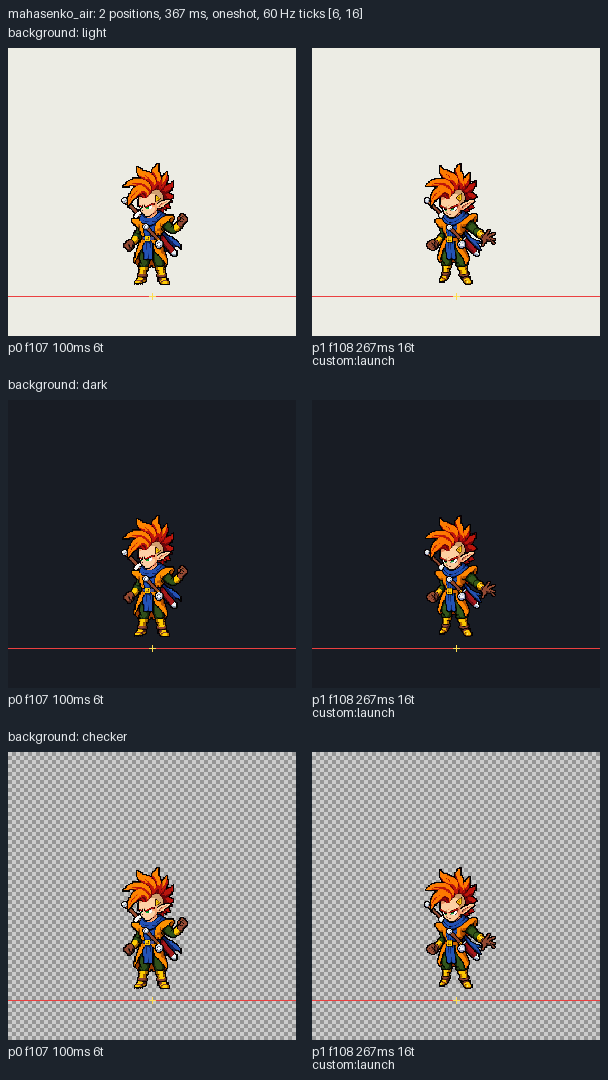 mahasenko_air: 2 positions, 367 ms, oneshot, 60 Hz ticks [6, 16]
background: light
p0 f107 100ms 6t
p1 f108 267ms 16t
custom:launch
background: dark
p0 f107 100ms 6t
p1 f108 267ms 16t
custom:launch
background: checker
p0 f107 100ms 6t
p1 f108 267ms 16t
custom:launch